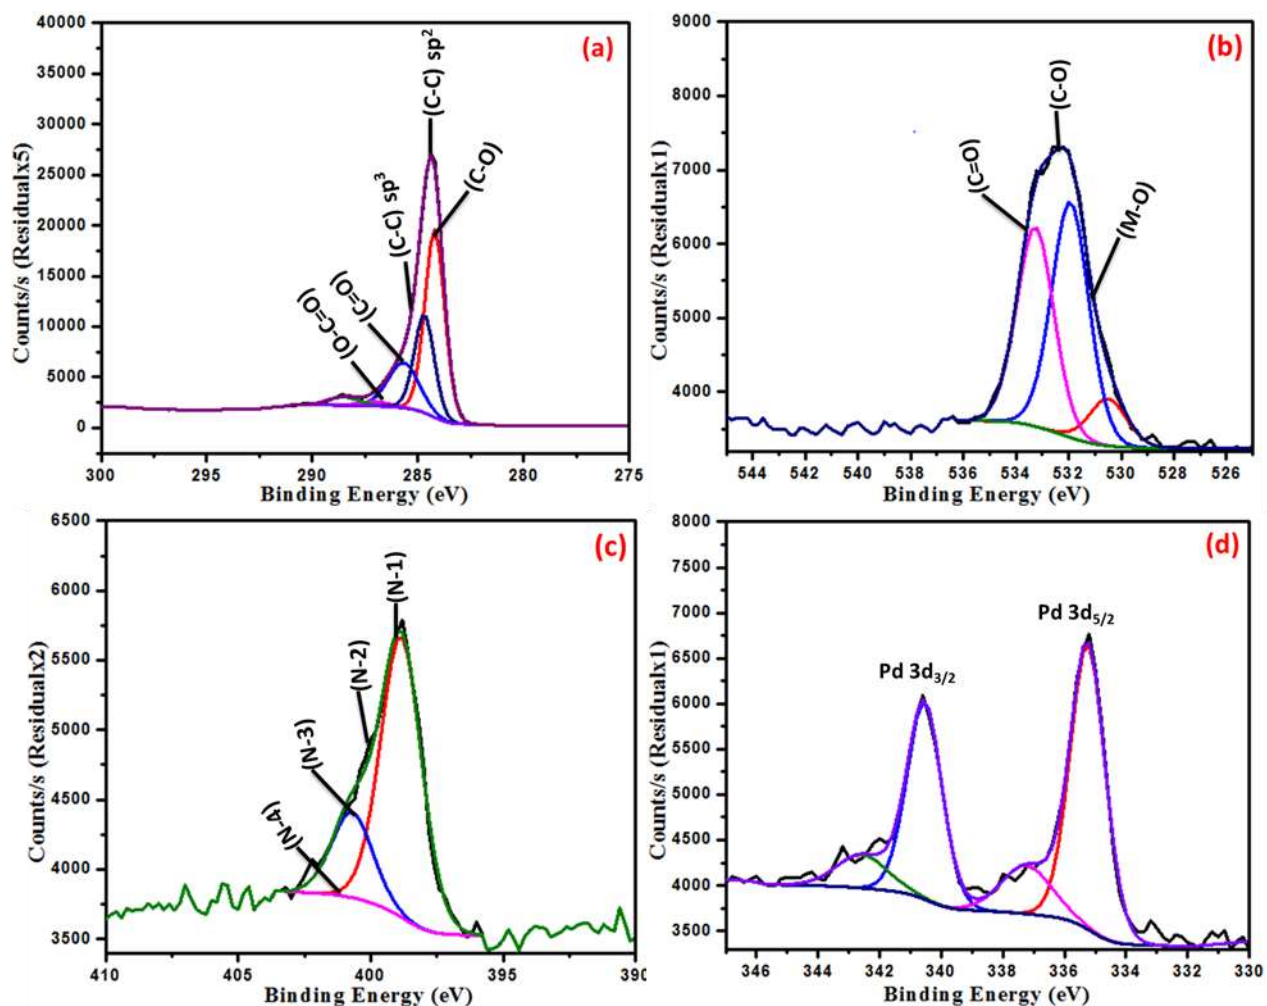 (a)
40000
35000
30000
25000
20000
15000
10000
5000
0
Counts/s (Residualx5)
(C-C) sp²
(C-O)
(C-C) sp³
(C=O)
(O-C=O)
300 295 290 285 280 275
Binding Energy (eV)
(b)
9000
8000
7000
6000
5000
4000
Counts/s (Residualx1)
(C-O)
(C=O)
(M-O)
544 542 540 538 536 534 532 530 528 526
Binding Energy (eV)
(c)
6500
6000
5500
5000
4500
4000
3500
Counts/s (Residualx2)
(N-1)
(N-2)
(N-3)
(N-4)
410 405 400 395 390
Binding Energy (eV)
(d)
8000
7000
6500
6000
5500
5000
4500
4000
3500
Counts/s (Residualx1)
Pd 3d5/2
Pd 3d3/2
346 344 342 340 338 336 334 332 330
Binding Energy (eV)